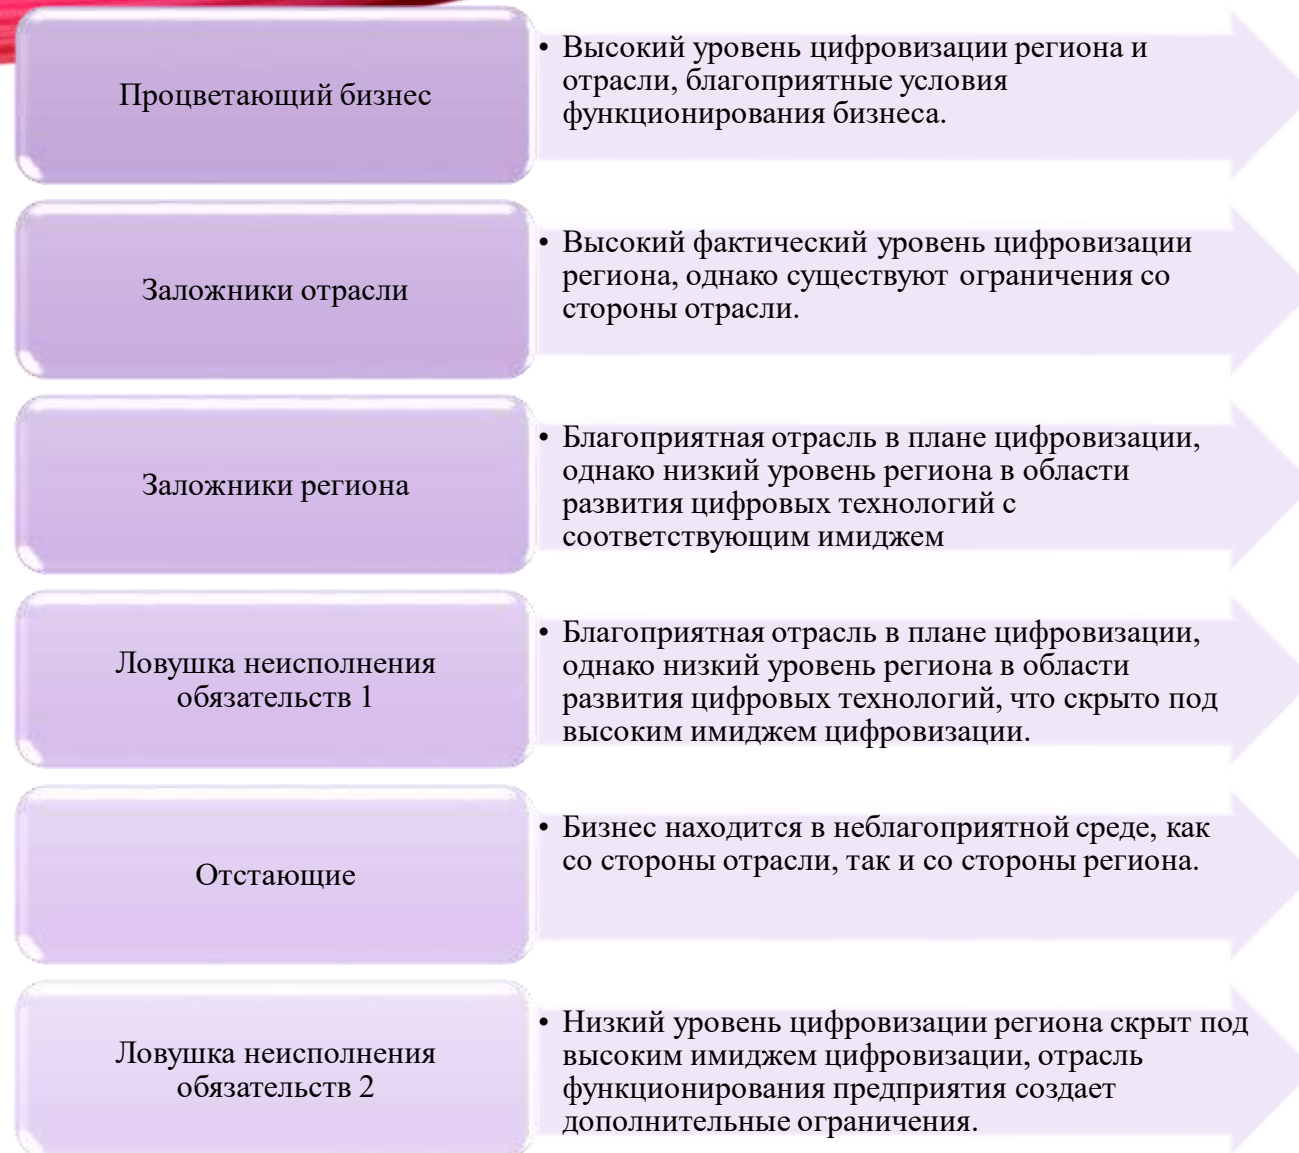 Процветающий бизнес
• Высокий уровень цифровизации региона и
отрасли, благоприятные условия
функционирования бизнеса.
Заложники отрасли
• Высокий фактический уровень цифровизации
региона, однако существуют ограничения со
стороны отрасли.
Заложники региона
• Благоприятная отрасль в плане цифровизации,
однако низкий уровень региона в области
развития цифровых технологий с
соответствующим имиджем
Ловушка неисполнения
обязательств 1
• Благоприятная отрасль в плане цифровизации,
однако низкий уровень региона в области
развития цифровых технологий, что скрыто под
высоким имиджем цифровизации.
Отстающие
• Бизнес находится в неблагоприятной среде, как
со стороны отрасли, так и со стороны региона.
Ловушка неисполнения
обязательств 2
• Низкий уровень цифровизации региона скрыт под
высоким имиджем цифровизации, отрасль
функционирования предприятия создает
дополнительные ограничения.